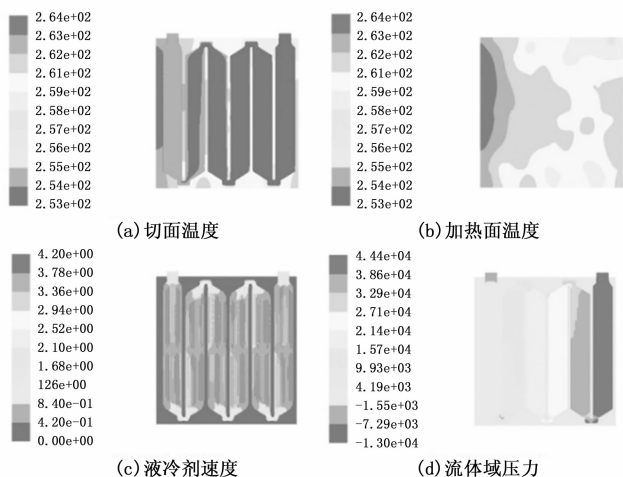 2.64e+02
2.63e+02
2.62e+02
2.61e+02
2.59e+02
2.58e+02
2.57e+02
2.56e+02
2.55e+02
2.54e+02
2.53e+02
(a)切面温度
2.64e+02
2.63e+02
2.62e+02
2.61e+02
2.59e+02
2.58e+02
2.57e+02
2.56e+02
2.55e+02
2.54e+02
2.53e+02
(b)加热面温度
4.20e+00
3.78e+00
3.36e+00
2.94e+00
2.52e+00
2.10e+00
1.68e+00
126e+00
8.40e-01
4.20e-01
0.00e+00
(c)液冷剂速度
4.44e+04
3.86e+04
3.29e+04
2.71e+04
2.14e+04
1.57e+04
9.93e+03
4.19e+03
-1.55e+03
-7.29e+03
-1.30e+04
(d)流体域压力